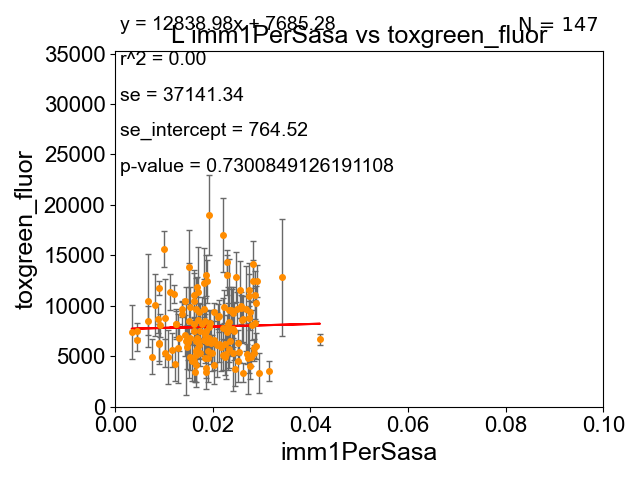 y = 12838.98x + 7685.28
N = 147
L imm1PerSasa vs toxgreen_fluor
r^2 = 0.00
se = 37141.34
se_intercept = 764.52
p-value = 0.7300849126191108
35000
30000
25000
20000
15000
10000
5000
0
toxgreen_fluor
0.00 0.02 0.04 0.06 0.08 0.10
imm1PerSasa